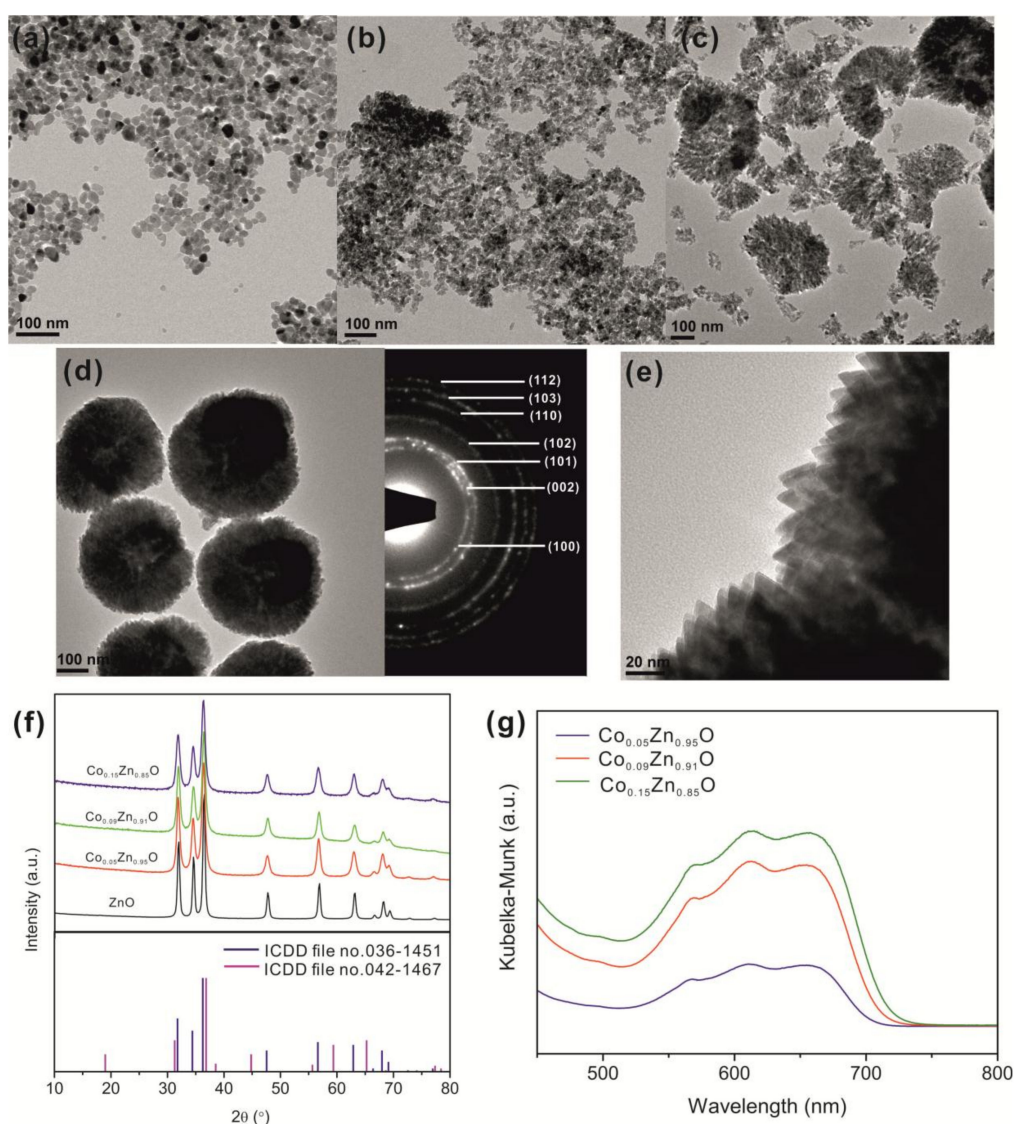 (a)
(b)
(c)
100 nm
100 nm
100 nm
(d)
(112)
(103)
(110)
(102)
(101)
(002)
(100)
100 nm
(e)
20 nm
(f)
Co0.15Zn0.85O
Co0.09Zn0.91O
Co0.05Zn0.95O
ZnO
Intensity (a.u.)
ICDD file no.036-1451
ICDD file no.042-1467
10 20 30 40 50 60 70 80
2θ (°)
(g)
Co0.05Zn0.95O
Co0.09Zn0.91O
Co0.15Zn0.85O
Kubelka-Munk (a.u.)
500 600 700 800
Wavelength (nm)